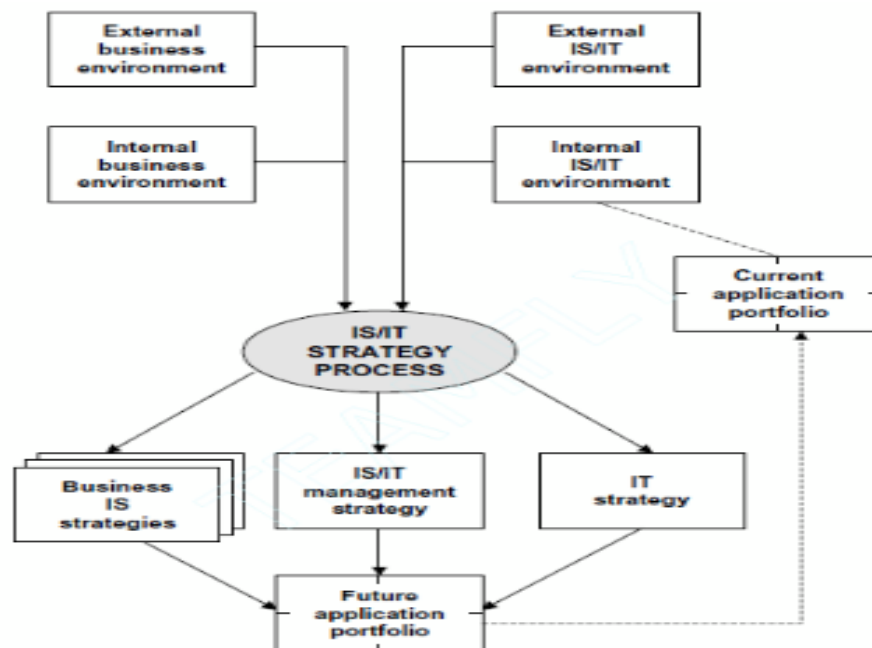 External
business
environment
External
IS/IT
environment
Internal
business
environment
Internal
IS/IT
environment
Current
application
portfolio
IS/IT
STRATEGY
PROCESS
Business
IS
strategies
IS/IT
management
strategy
IT
strategy
Future
application
portfolio
TEAMFLY